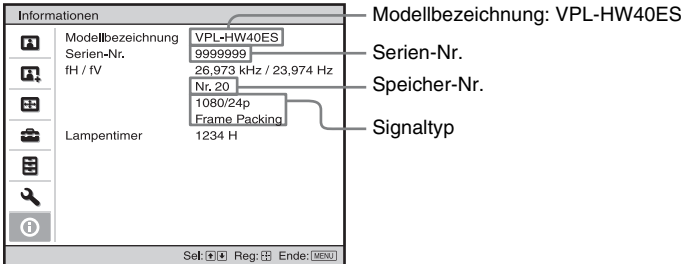 Informationen
Modellbezeichnung VPL-HW40ES
Serien-Nr. 9999999
fH / fV 26,973 kHz / 23,974 Hz
Nr. 20
1080/24p
Frame Packing
Lampentimer 1234 H
Sel: Reg: Ende: MENU
Modellbezeichnung: VPL-HW40ES
Serien-Nr.
Speicher-Nr.
Signaltyp